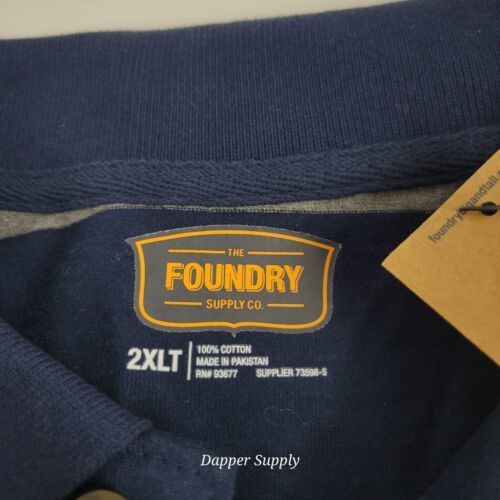 THE
FOUNDRY
SUPPLY CO.
2XLT
100% COTTON
MADE IN PAKISTAN
RN# 93677 SUPPLIER 73598-5
Dapper Supply